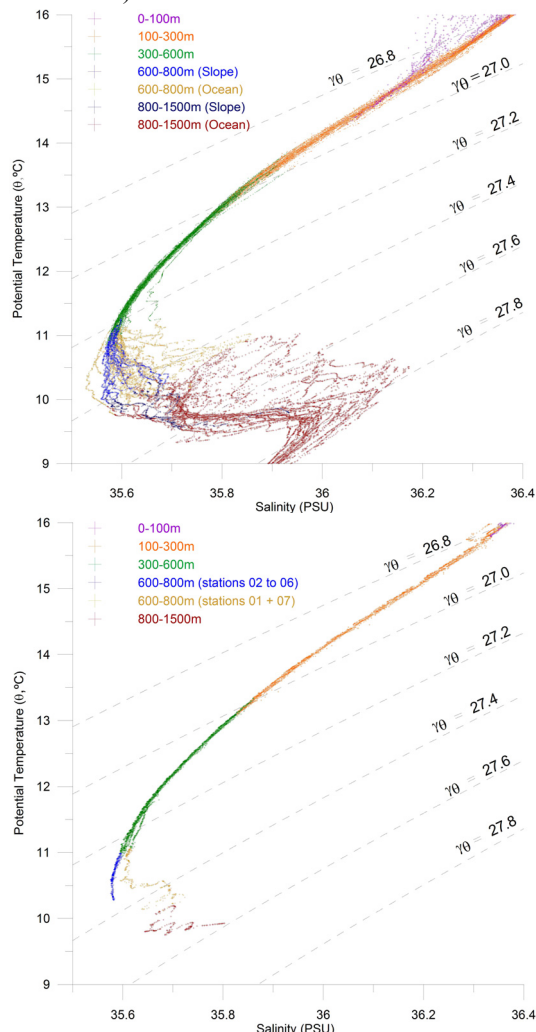 )
16
0-100m
100-300m
300-600m
600-800m (Slope)
600-800m (Ocean)
800-1500m (Slope)
800-1500m (Ocean)
γθ = 26.8
γθ = 27.0
γθ = 27.2
γθ = 27.4
γθ = 27.6
γθ = 27.8
15
14
13
12
11
10
9
Potential Temperature (θ,ºC)
35.6
35.8
36
36.2
36.4
Salinity (PSU)
16
0-100m
100-300m
300-600m
600-800m (stations 02 to 06)
600-800m (stations 01 + 07)
800-1500m
γθ = 26.8
γθ = 27.0
γθ = 27.2
γθ = 27.4
γθ = 27.6
γθ = 27.8
15
14
13
12
11
10
9
Potential Temperature (θ,ºC)
35.6
35.8
36
36.2
36.4
Salinity (PSU)